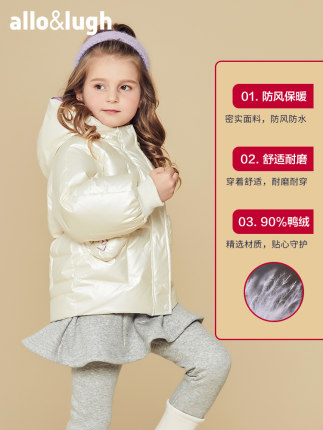 allo&lugh
01. 防风保暖
密实面料，防风防水
02. 舒适耐磨
穿着舒适，耐磨耐穿
03. 90%鸭绒
精选材质，贴心守护